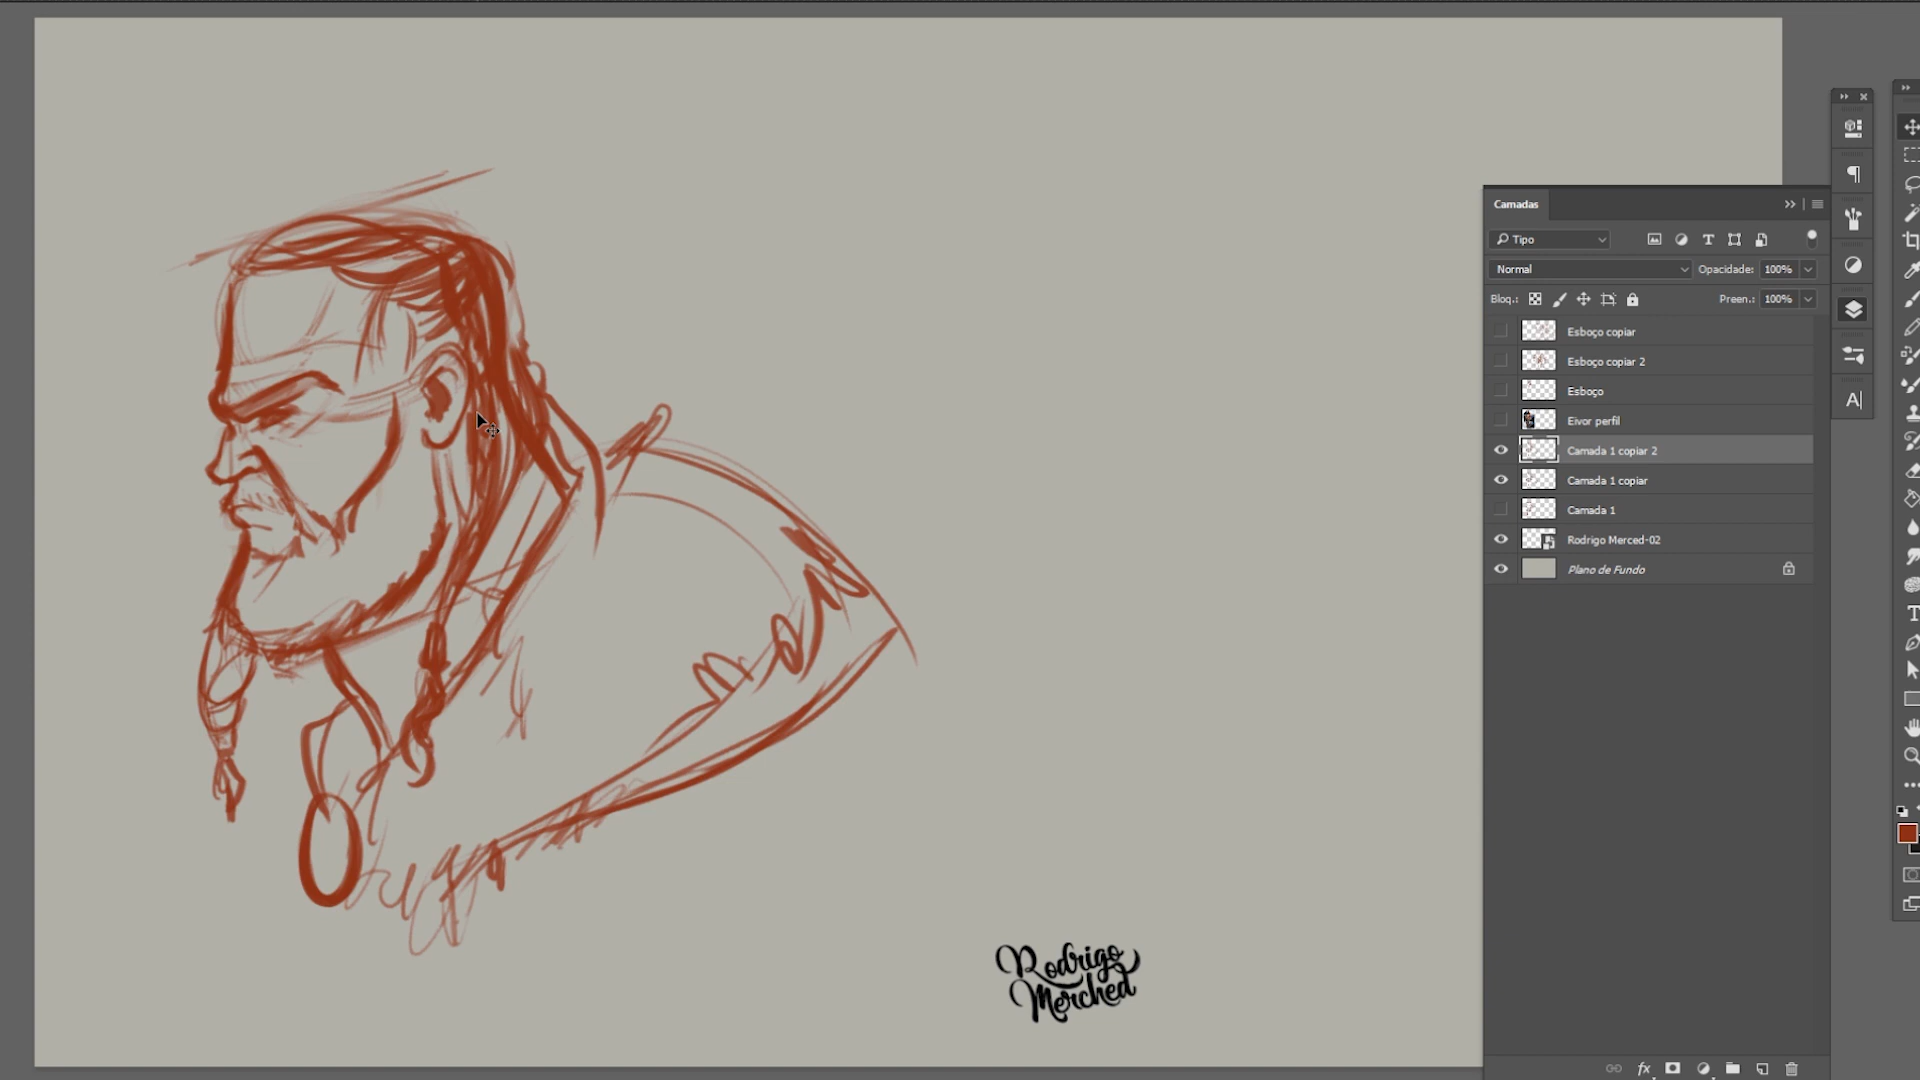 Camadas
Tipo
Normal
Opacidade: 100%
Bloq.:
Preen.: 100%
Esboço copiar
Esboço copiar 2
Esboço
Eivor perfil
Camada 1 copiar 2
Camada 1 copiar
Camada 1
Rodrigo Merced-02
Plano de Fundo
Rodrigo
Merched